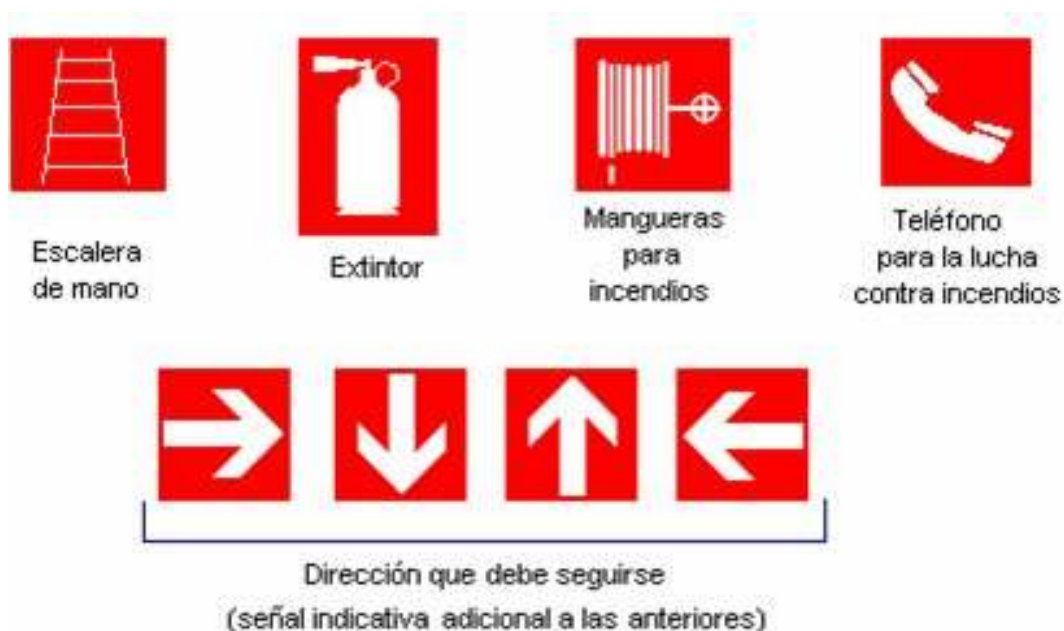 Escalera
de mano
Extintor
Mangueras
para
incendios
Teléfono
para la lucha
contra incendios
Dirección que debe seguirse
(señal indicativa adicional a las anteriores)